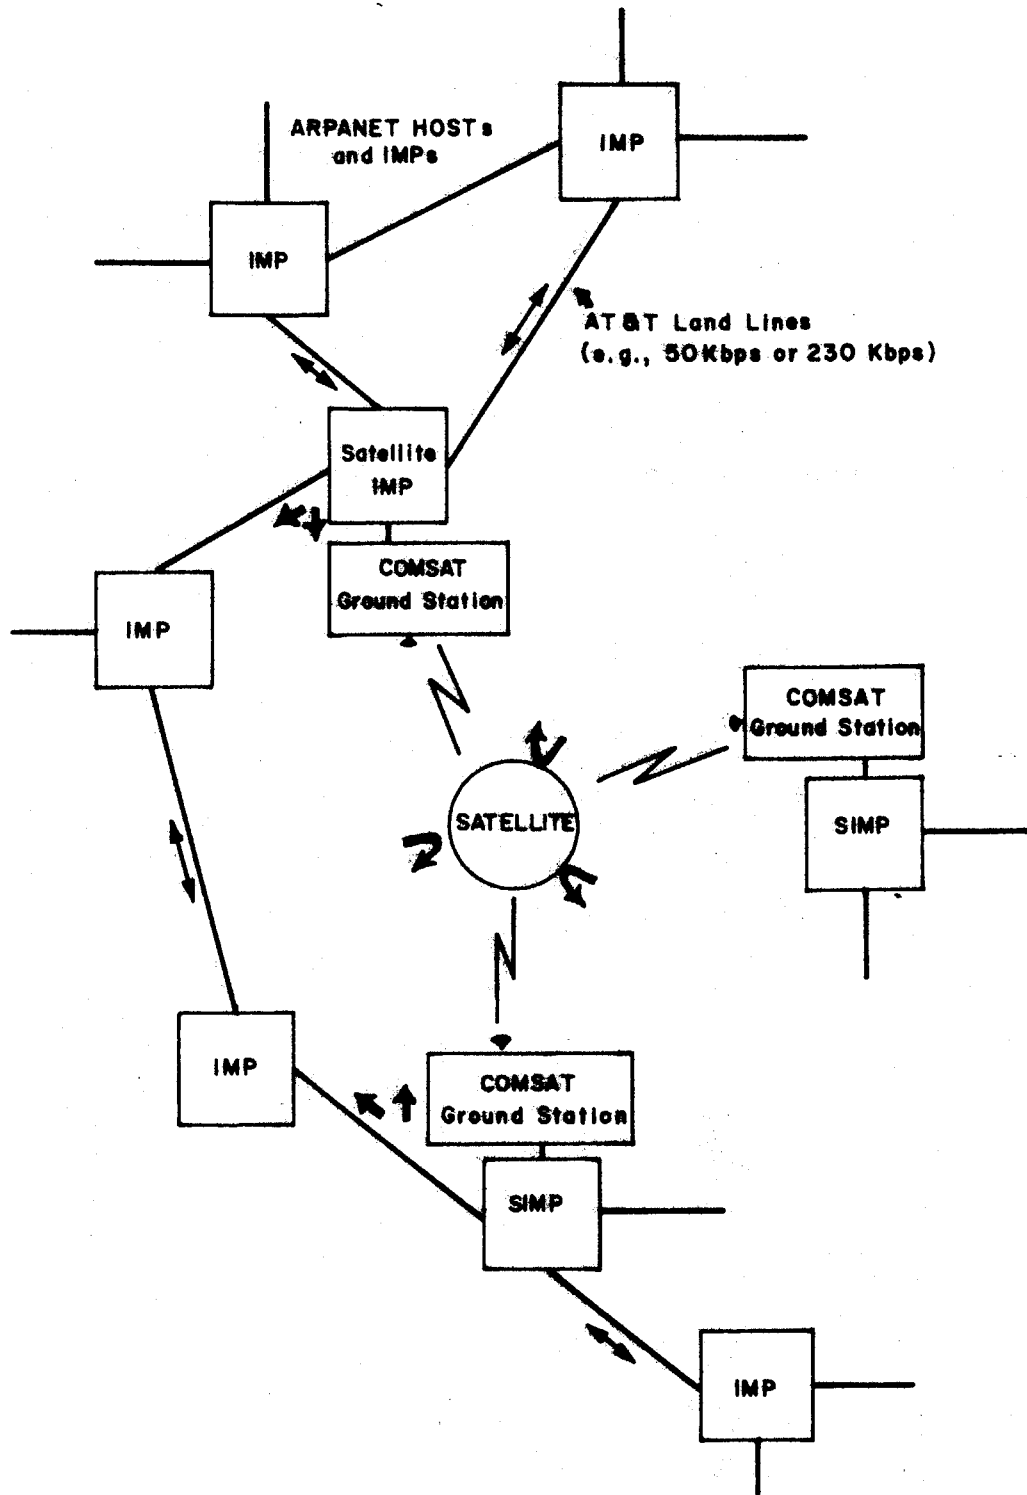 ARPANET HOSTs
and IMPs
IMP
IMP
AT&T Land Lines
(e.g., 50Kbps or 230 Kbps)
Satellite
IMP
COMSAT
Ground Station
IMP
COMSAT
Ground Station
SATELLITE
SIMP
IMP
COMSAT
Ground Station
SIMP
IMP